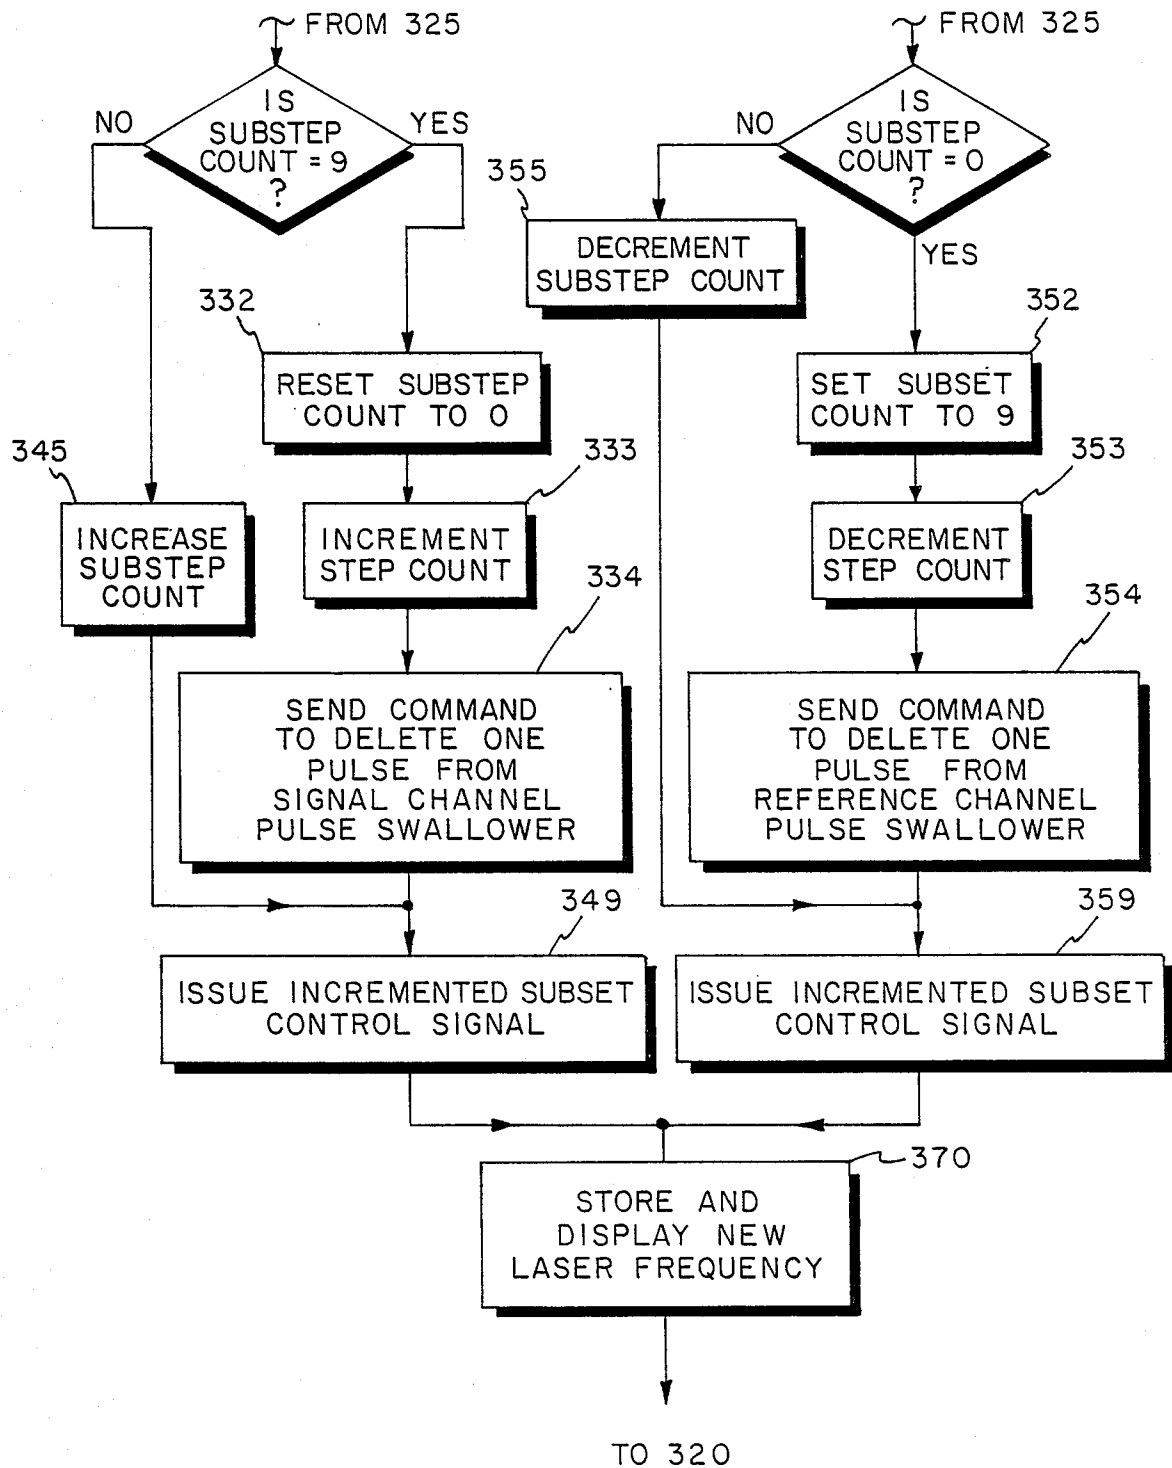 FROM 325
FROM 325
IS
SUBSTEP
COUNT = 9
?
NO
YES
IS
SUBSTEP
COUNT = 0
?
NO
YES
355
DECREMENT
SUBSTEP COUNT
332
RESET SUBSTEP
COUNT TO 0
352
SET SUBSET
COUNT TO 9
345
INCREASE
SUBSTEP
COUNT
333
INCREMENT
STEP COUNT
353
DECREMENT
STEP COUNT
334
SEND COMMAND
TO DELETE ONE
PULSE FROM
SIGNAL CHANNEL
PULSE SWALLOWER
354
SEND COMMAND
TO DELETE ONE
PULSE FROM
REFERENCE CHANNEL
PULSE SWALLOWER
349
ISSUE INCREMENTED SUBSET
CONTROL SIGNAL
359
ISSUE INCREMENTED SUBSET
CONTROL SIGNAL
370
STORE AND
DISPLAY NEW
LASER FREQUENCY
TO 320